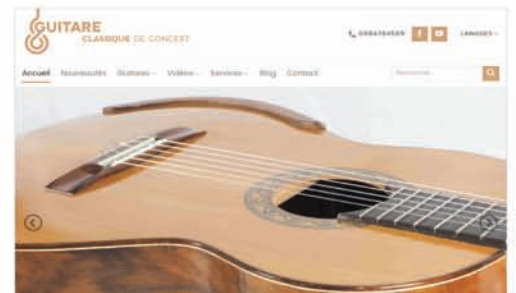 GUITARE
CLASSIQUE DE CONCERT
LANGUES
Accueil Nouveautés Guitares Vidéos Services Blog Contact